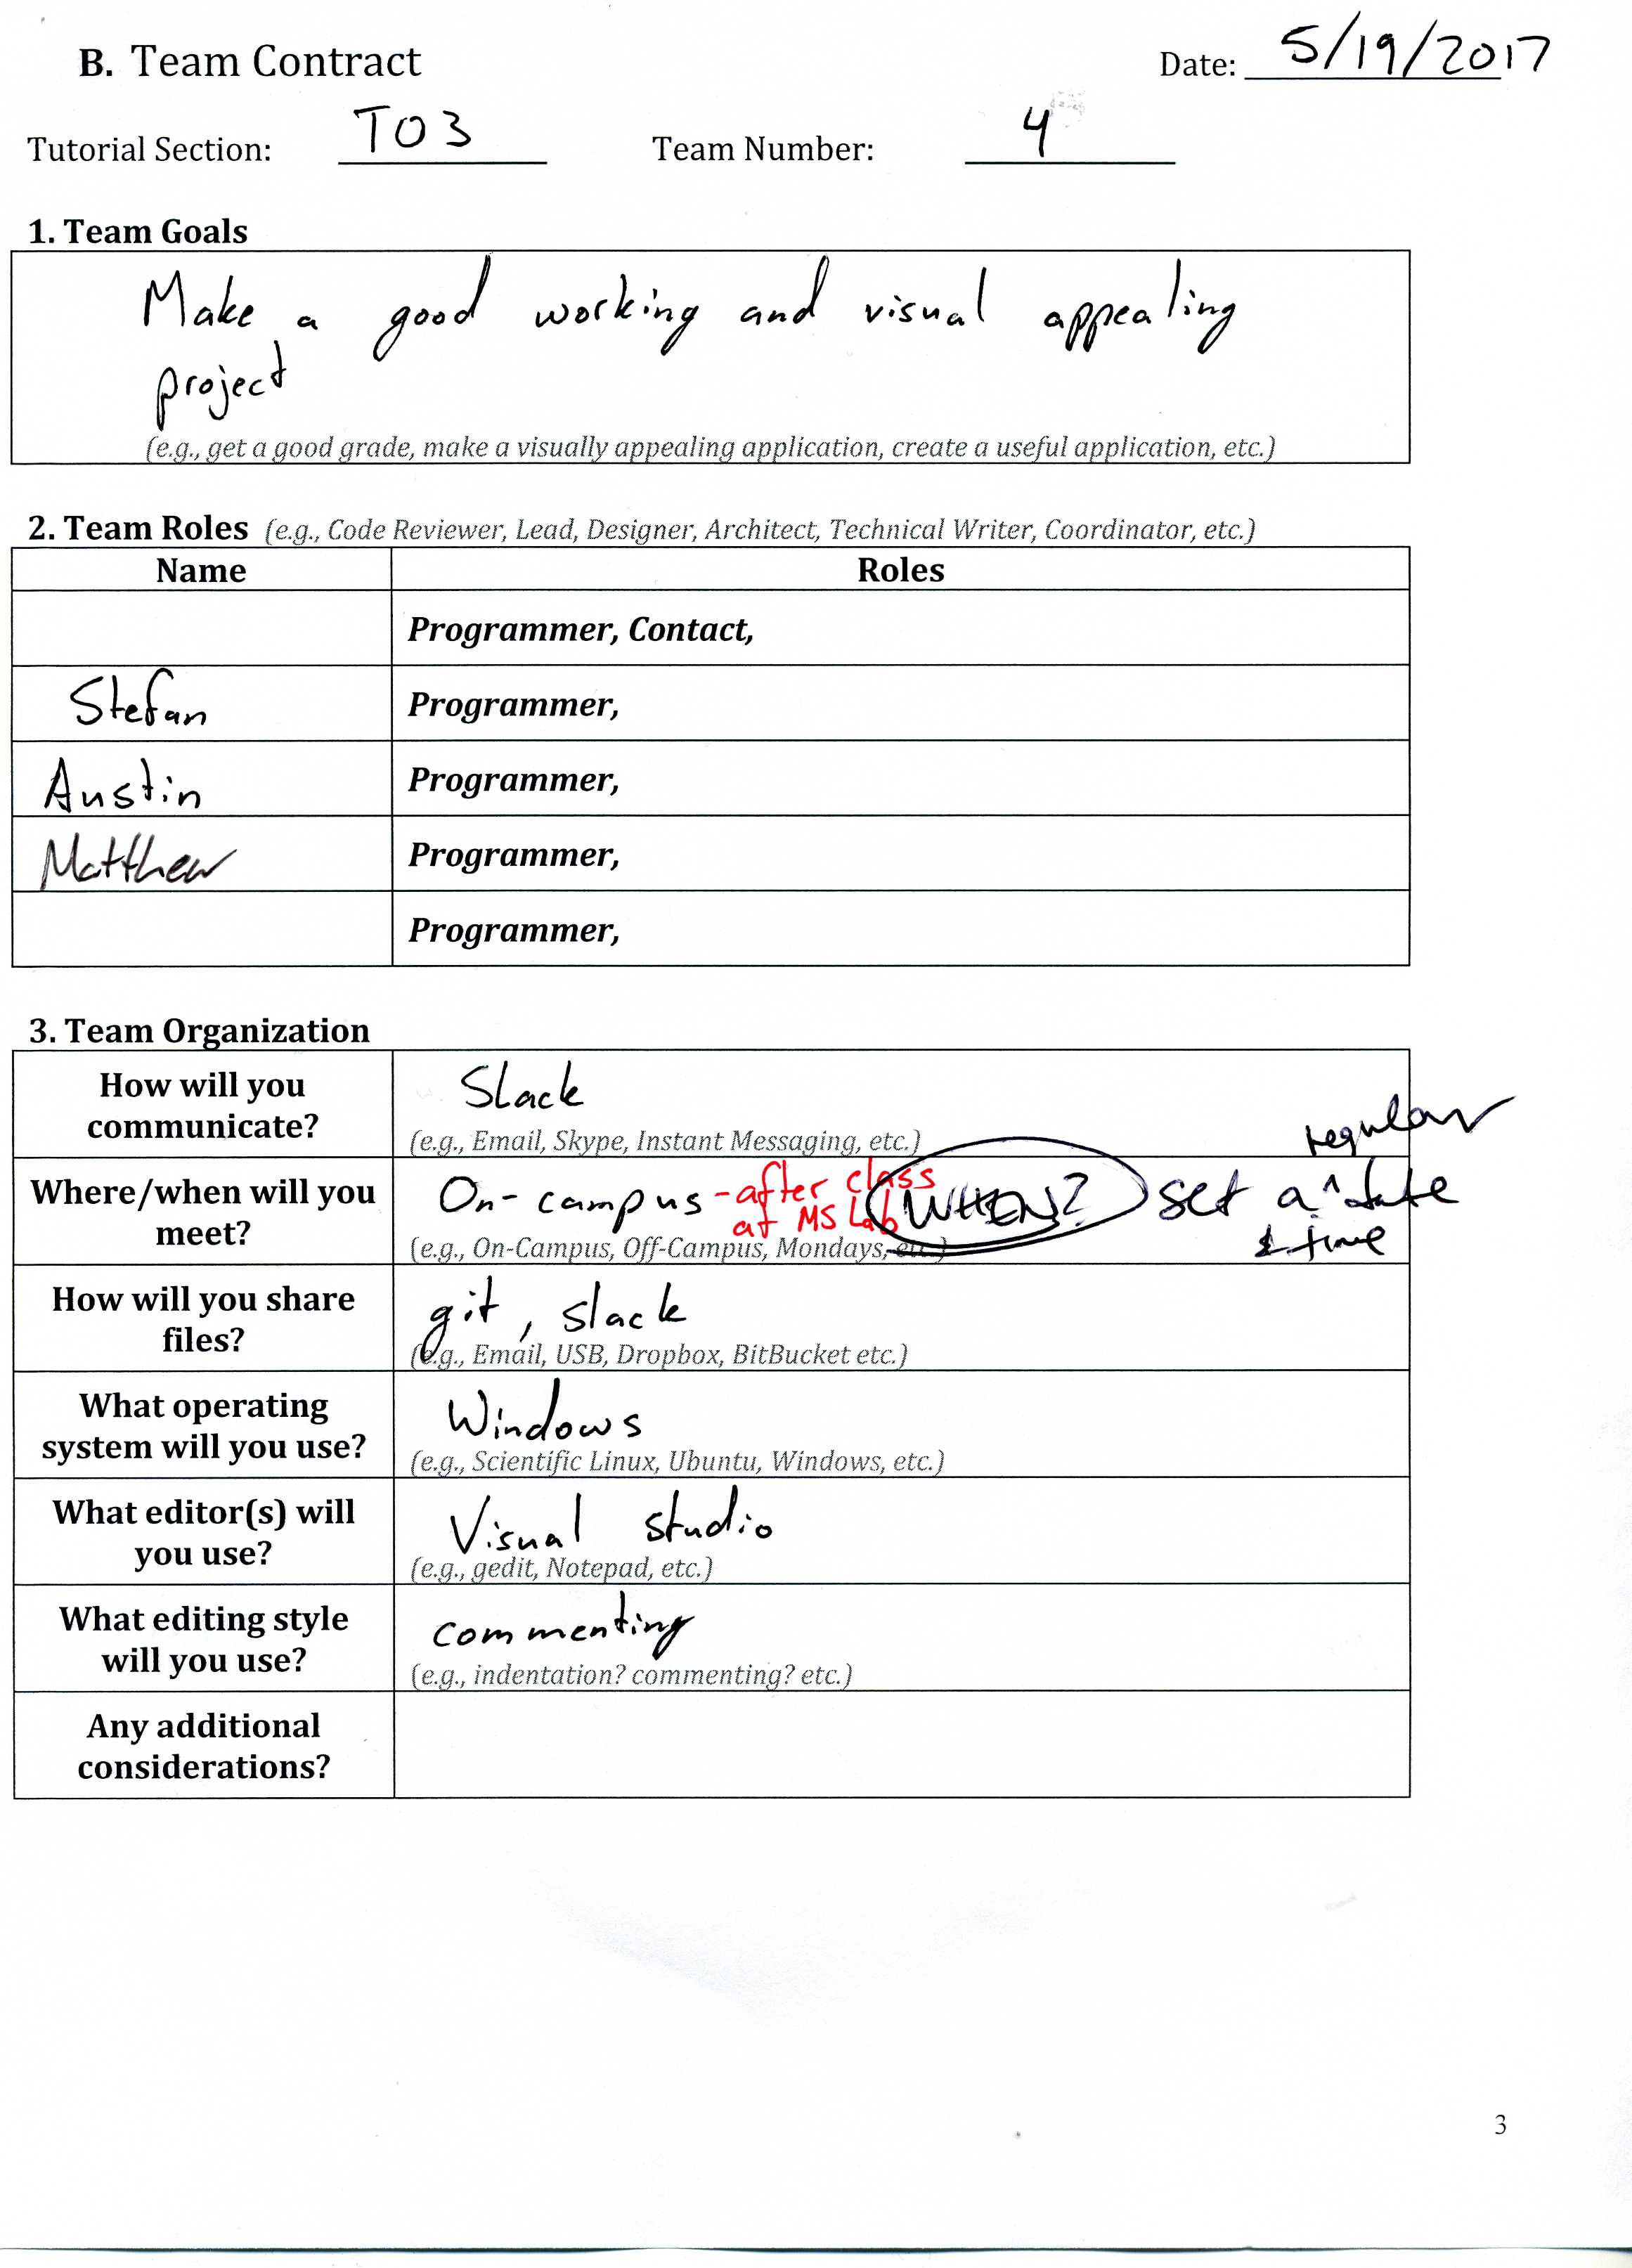 B. Team Contract Date: 5/19/2017
Tutorial Section: T03 Team Number: 4
1. Team Goals
Make a good working and visual appealing
project
(e.g., get a good grade, make a visually appealing application, create a useful application, etc.)
2. Team Roles (e.g., Code Reviewer, Lead, Designer, Architect, Technical Writer, Coordinator, etc.)
Name Roles
Programmer, Contact,
Stefan Programmer,
Austin Programmer,
Matthew Programmer,
Programmer,
3. Team Organization
How will you
communicate?
Slack
(e.g., Email, Skype, Instant Messaging, etc.)
Where/when will you
meet?
On-campus - after class
at MS Lab
WHEN? set a ^ regular date
& time
(e.g., On-Campus, Off-Campus, Mondays, etc.)
How will you share
files?
git, slack
(e.g., Email, USB, Dropbox, BitBucket etc.)
What operating
system will you use?
Windows
(e.g., Scientific Linux, Ubuntu, Windows, etc.)
What editor(s) will
you use?
Visual studio
(e.g., gedit, Notepad, etc.)
What editing style
will you use?
commenting
(e.g., indentation? commenting? etc.)
Any additional
considerations?
3